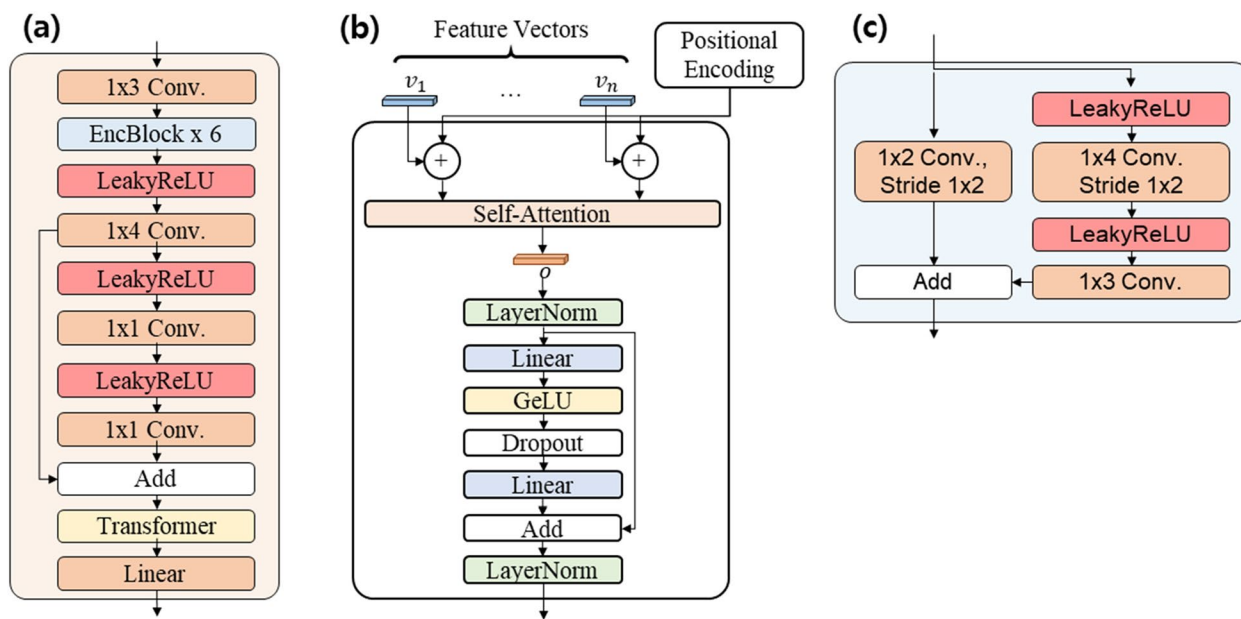 (a)
1x3 Conv.
EncBlock x 6
LeakyReLU
1x4 Conv.
LeakyReLU
1x1 Conv.
LeakyReLU
1x1 Conv.
Add
Transformer
Linear
(b)
Feature Vectors
Positional
Encoding
v₁ ... vₙ
+ +
Self-Attention
o
LayerNorm
Linear
GeLU
Dropout
Linear
Add
LayerNorm
(c)
LeakyReLU
1x2 Conv.,
Stride 1x2
1x4 Conv.
Stride 1x2
LeakyReLU
Add
1x3 Conv.